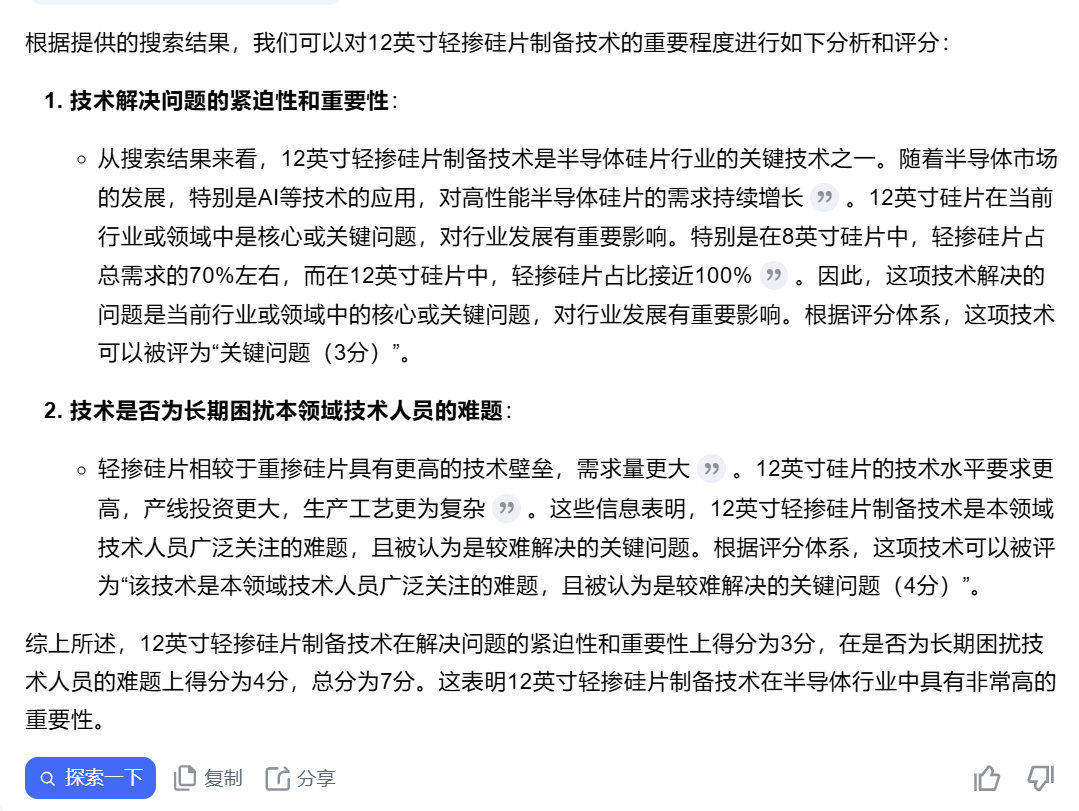 根据提供的搜索结果，我们可以对12英寸轻掺硅片制备技术的重要程度进行如下分析和评分：
1. 技术解决问题的紧迫性和重要性：
从搜索结果来看，12英寸轻掺硅片制备技术是半导体硅片行业的关键技术之一。随着半导体市场
的发展，特别是AI等技术的应用，对高性能半导体硅片的需求持续增长 。12英寸硅片在当前
行业或领域中是核心或关键问题，对行业发展有重要影响。特别是在8英寸硅片中，轻掺硅片占
总需求的70%左右，而在12英寸硅片中，轻掺硅片占比接近100% 。因此，这项技术解决的
问题是当前行业或领域中的核心或关键问题，对行业发展有重要影响。根据评分体系，这项技术
可以被评为“关键问题（3分）”。
2. 技术是否为长期困扰本领域技术人员的难题：
轻掺硅片相较于重掺硅片具有更高的技术壁垒，需求量更大 。12英寸硅片的技术水平要求更
高，产线投资更大，生产工艺更为复杂 。这些信息表明，12英寸轻掺硅片制备技术是本领域
技术人员广泛关注的难题，且被认为是较难解决的关键问题。根据评分体系，这项技术可以被评
为“该技术是本领域技术人员广泛关注的难题，且被认为是较难解决的关键问题（4分）”。
综上所述，12英寸轻掺硅片制备技术在解决问题的紧迫性和重要性上得分为3分，在是否为长期困扰技
术人员的难题上得分为4分，总分为7分。这表明12英寸轻掺硅片制备技术在半导体行业中具有非常高的
重要性。
探索一下 复制 分享